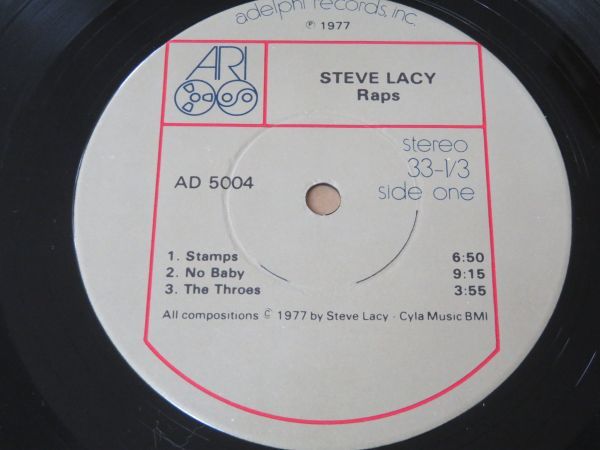 adelphi records, inc.
℗ 1977
ARI
STEVE LACY
Raps
stereo
33-1/3
side one
AD 5004
1. Stamps 6:50
2. No Baby 9:15
3. The Throes 3:55
All compositions © 1977 by Steve Lacy - Cyla Music BMI